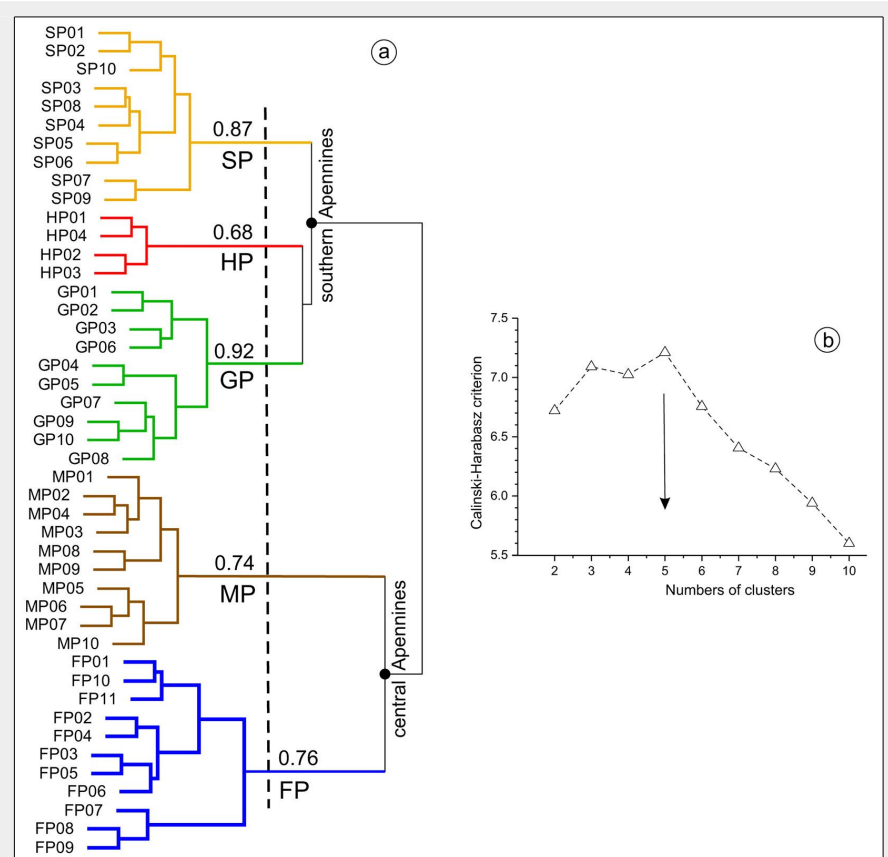 a
SP01
SP02
SP10
SP03
SP08
SP04
SP05
SP06
SP07
SP09
0.87
SP
HP01
HP04
HP02
HP03
0.68
HP
GP01
GP02
GP03
GP06
GP04
GP05
GP07
GP09
GP10
GP08
0.92
GP
southern Apennines
MP01
MP02
MP04
MP03
MP08
MP09
MP05
MP06
MP07
MP10
0.74
MP
FP01
FP10
FP11
FP02
FP04
FP03
FP05
FP06
FP07
FP08
FP09
0.76
FP
central Apennines
b
Calinski-Harabasz criterion
7.5
7.0
6.5
6.0
5.5
2 3 4 5 6 7 8 9 10
Numbers of clusters